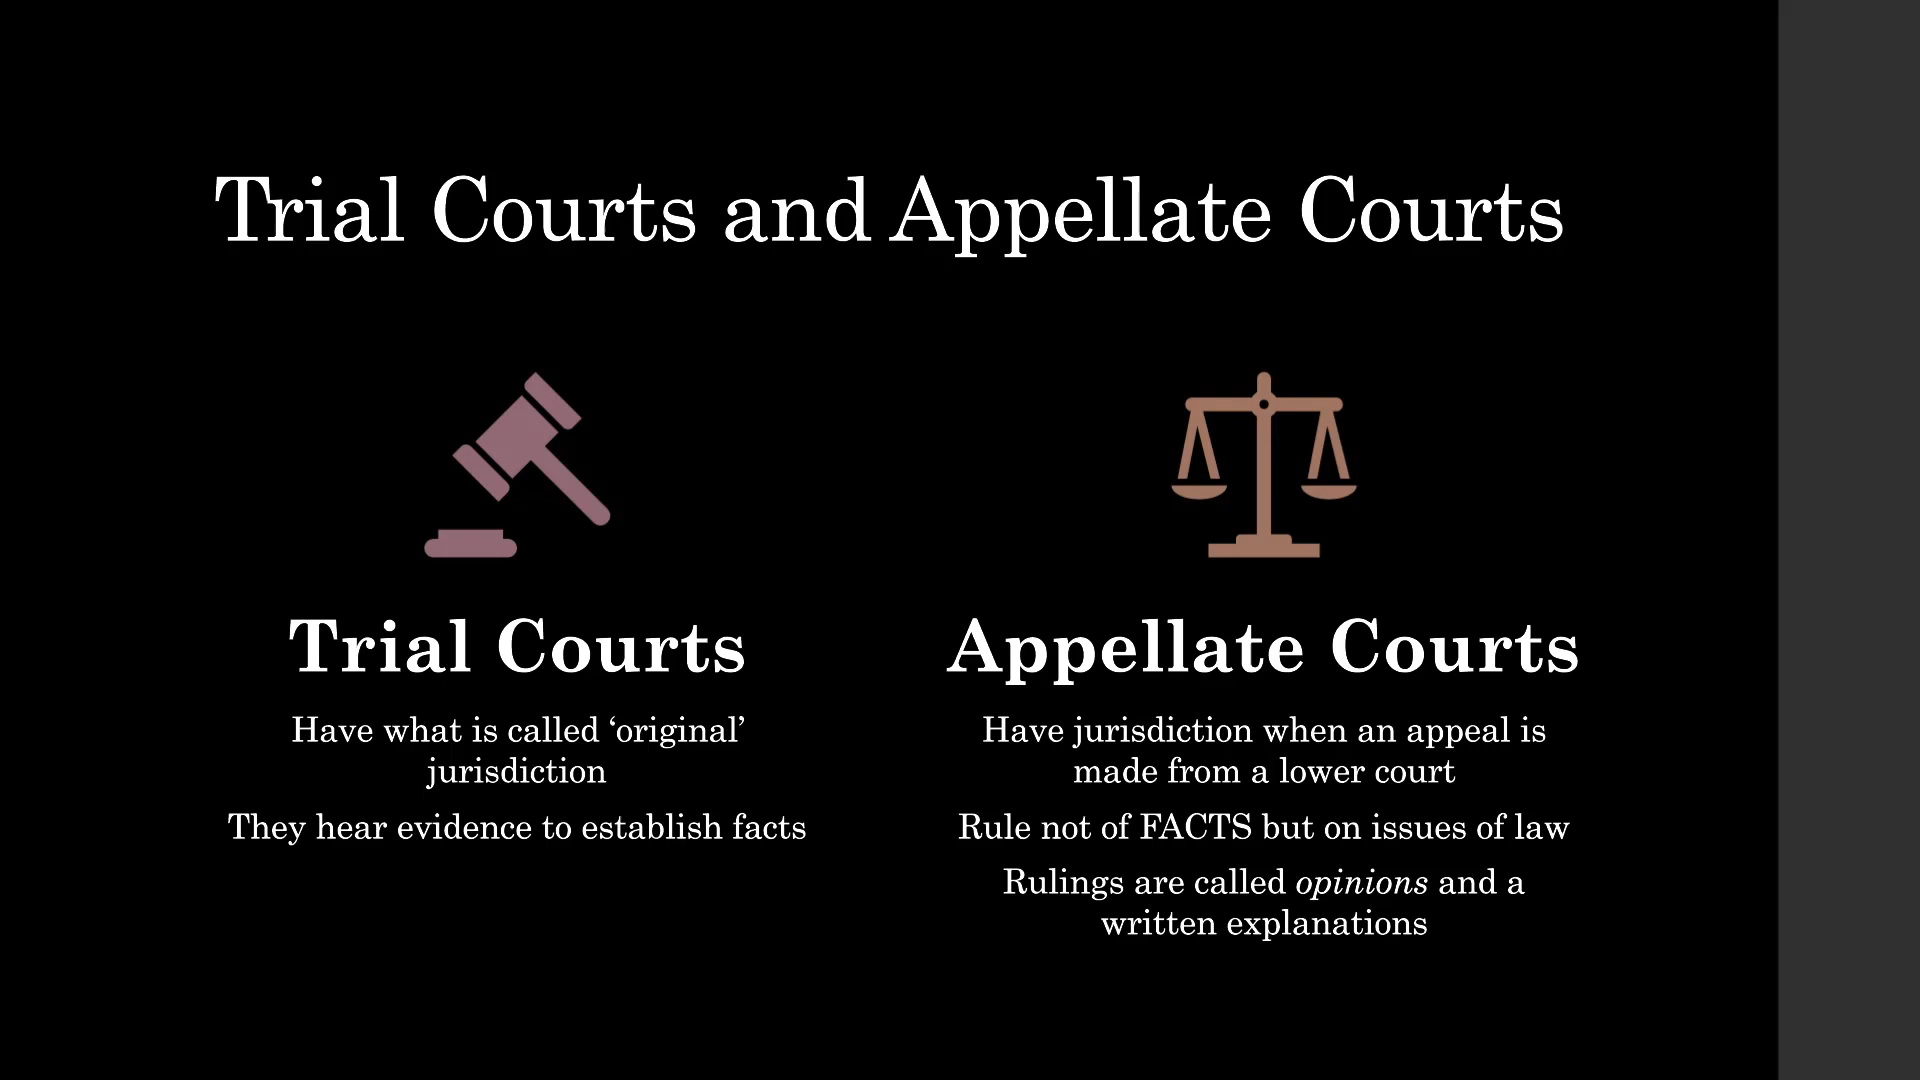 Trial Courts and Appellate Courts
Trial Courts
Have what is called ‘original’
jurisdiction
They hear evidence to establish facts
Appellate Courts
Have jurisdiction when an appeal is
made from a lower court
Rule not of FACTS but on issues of law
Rulings are called opinions and a
written explanations